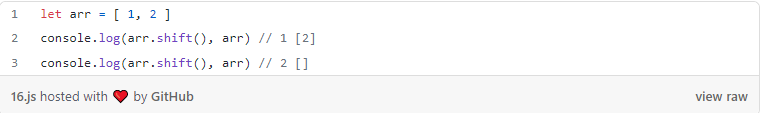 1 let arr = [ 1, 2 ]
2 console.log(arr.shift(), arr) // 1 [2]
3 console.log(arr.shift(), arr) // 2 []
16.js hosted with ❤ by GitHub view raw